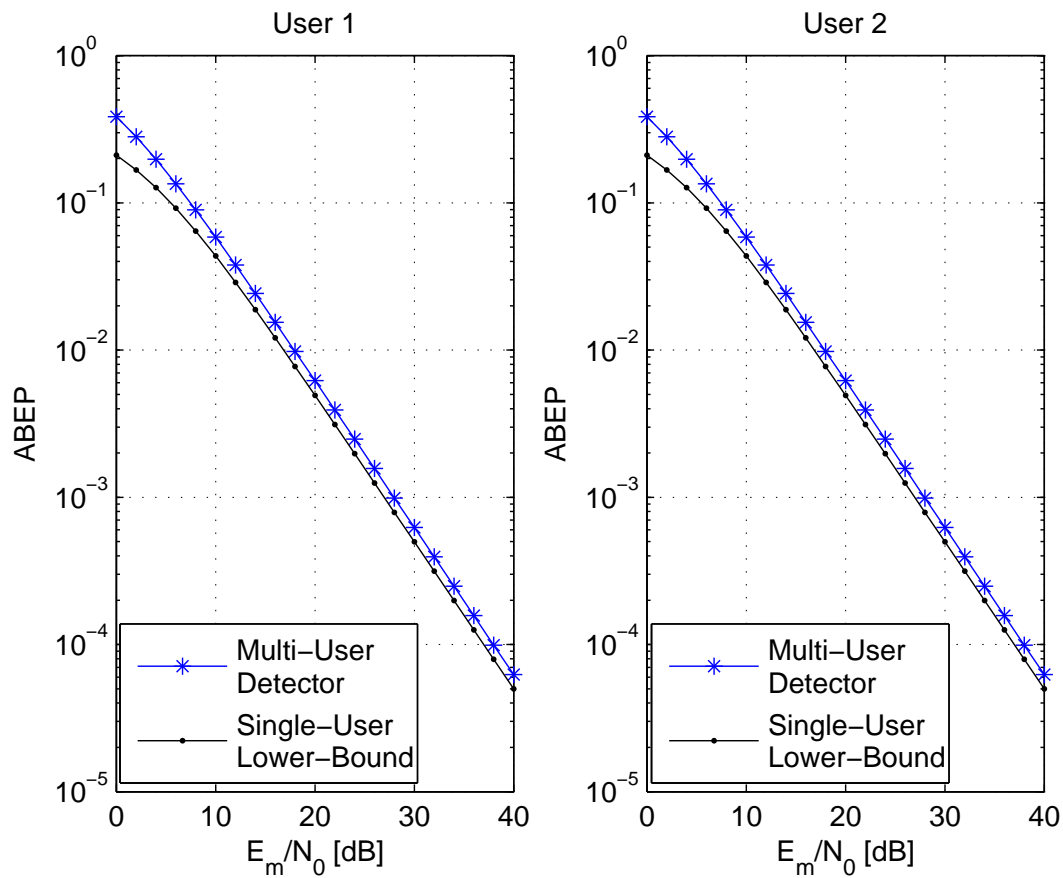 User 1
10^0
10^-1
10^-2
10^-3
10^-4
10^-5
ABEP
0 10 20 30 40
E_m/N_0 [dB]
Multi-User
Detector
Single-User
Lower-Bound
User 2
10^0
10^-1
10^-2
10^-3
10^-4
10^-5
ABEP
0 10 20 30 40
E_m/N_0 [dB]
Multi-User
Detector
Single-User
Lower-Bound